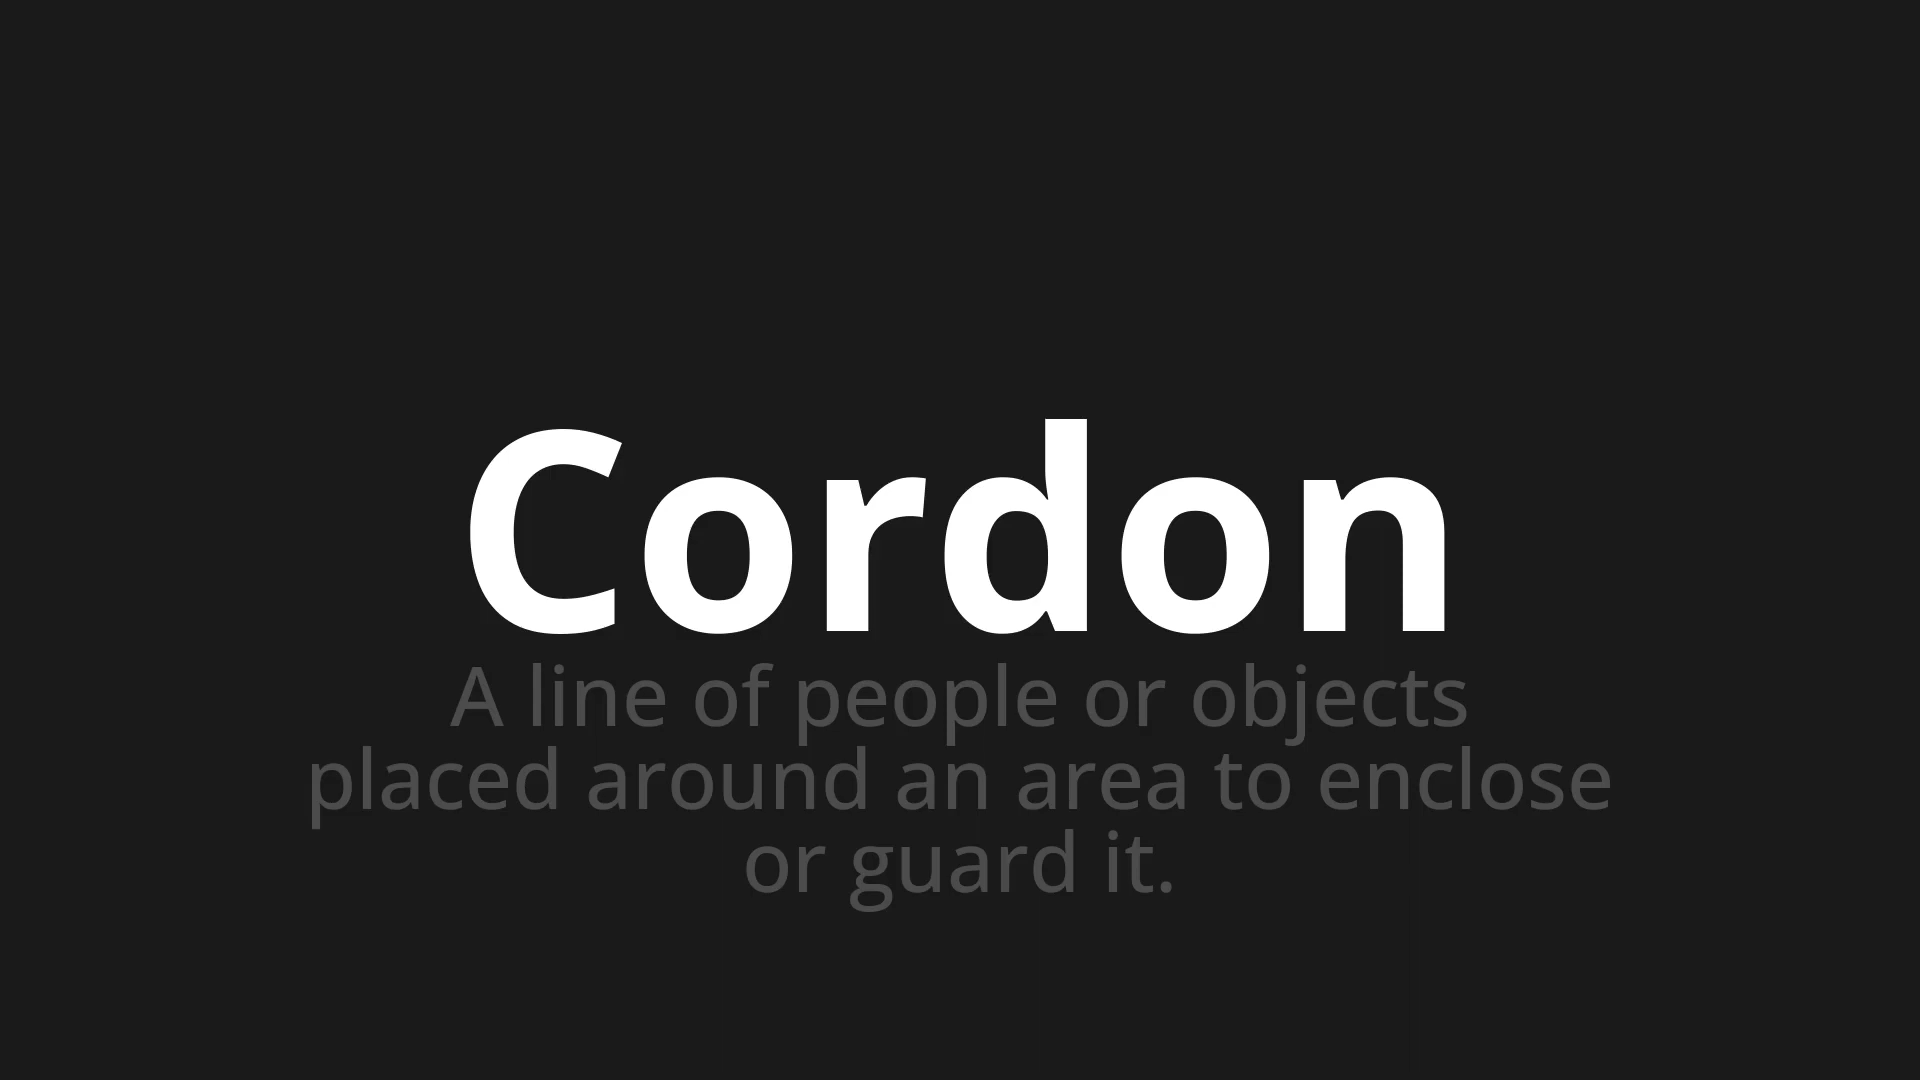 Cordon
A line of people or objects
placed around an area to enclose
or guard it.